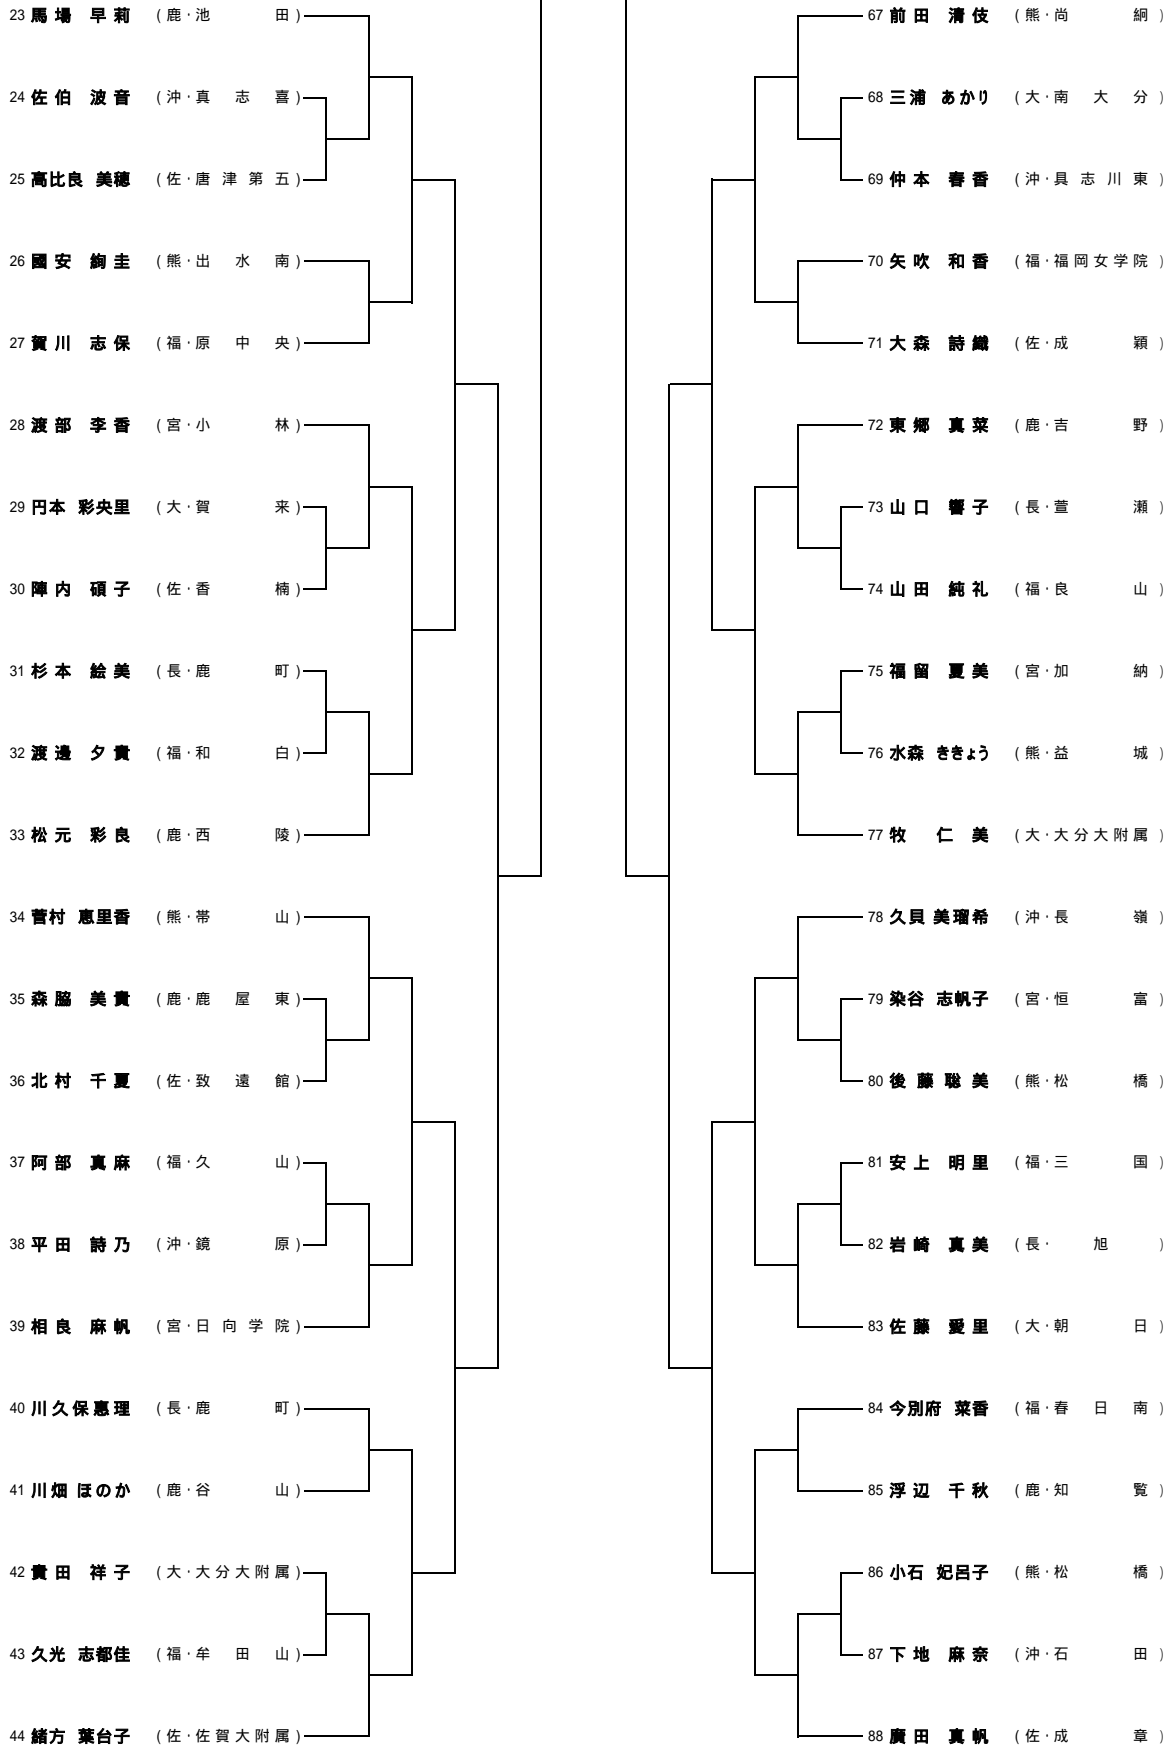 23 馬場 早莉 (鹿・池田)
24 佐伯 波音 (沖・真志喜)
25 高比良 美穂 (佐・唐津第五)
26 國安 絢圭 (熊・出水南)
27 賀川 志保 (福・原中央)
28 渡部 李香 (宮・小林)
29 円本 彩央里 (大・賀来)
30 陣内 碩子 (佐・香楠)
31 杉本 絵美 (長・鹿町)
32 渡邊 夕貴 (福・和白)
33 松元 彩良 (鹿・西陵)
34 菅村 恵里香 (熊・帯山)
35 森脇 美貴 (鹿・鹿屋東)
36 北村 千夏 (佐・致遠館)
37 阿部 真麻 (福・久山)
38 平田 詩乃 (沖・鏡原)
39 相良 麻帆 (宮・日向学院)
40 川久保 惠理 (長・鹿町)
41 川畑 ほのか (鹿・谷山)
42 貴田 祥子 (大・大分大附属)
43 久光 志都佳 (福・牟田山)
44 緒方 葉台子 (佐・佐賀大附属)
67 前田 清伎 (熊・尚絅)
68 三浦 あかり (大・南大分)
69 仲本 春香 (沖・具志川東)
70 矢吹 和香 (福・福岡女学院)
71 大森 詩織 (佐・成穎)
72 東郷 真菜 (鹿・吉野)
73 山口 響子 (長・萱瀬)
74 山田 純礼 (福・良山)
75 福留 夏美 (宮・加納)
76 水森 ききょう (熊・益城)
77 牧 仁美 (大・大分大附属)
78 久貝 美瑠希 (沖・長嶺)
79 染谷 志帆子 (宮・恒富)
80 後藤 聡美 (熊・松橋)
81 安上 明里 (福・三国)
82 岩崎 真美 (長・旭)
83 佐藤 愛里 (大・朝日)
84 今別府 菜香 (福・春日南)
85 浮辺 千秋 (鹿・知覧)
86 小石 妃呂子 (熊・松橋)
87 下地 麻奈 (沖・石田)
88 廣田 真帆 (佐・成章)